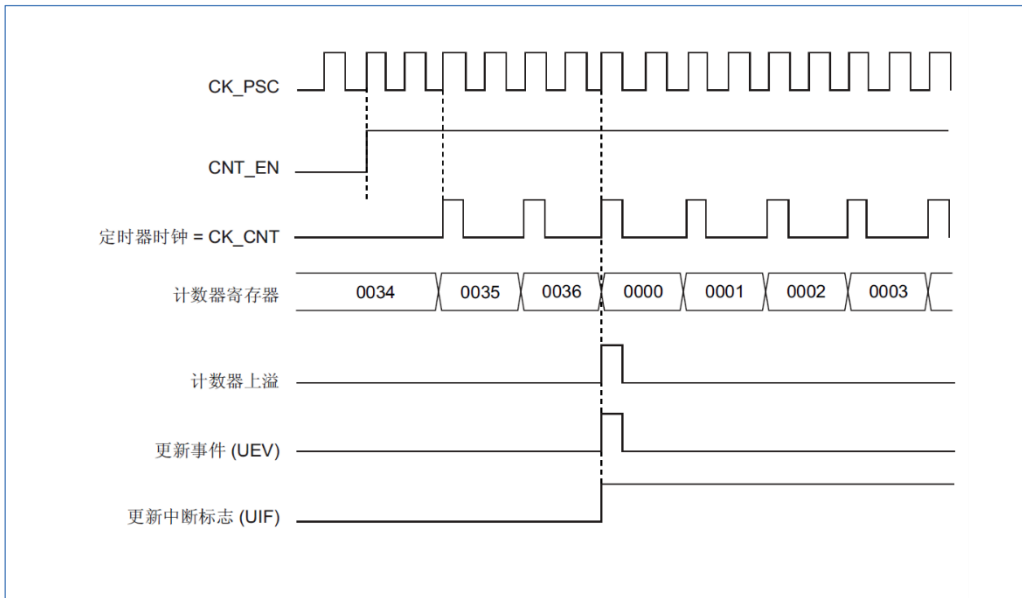 CK_PSC
CNT_EN
定时器时钟 = CK_CNT
计数器寄存器 0034 0035 0036 0000 0001 0002 0003
计数器上溢
更新事件 (UEV)
更新中断标志 (UIF)